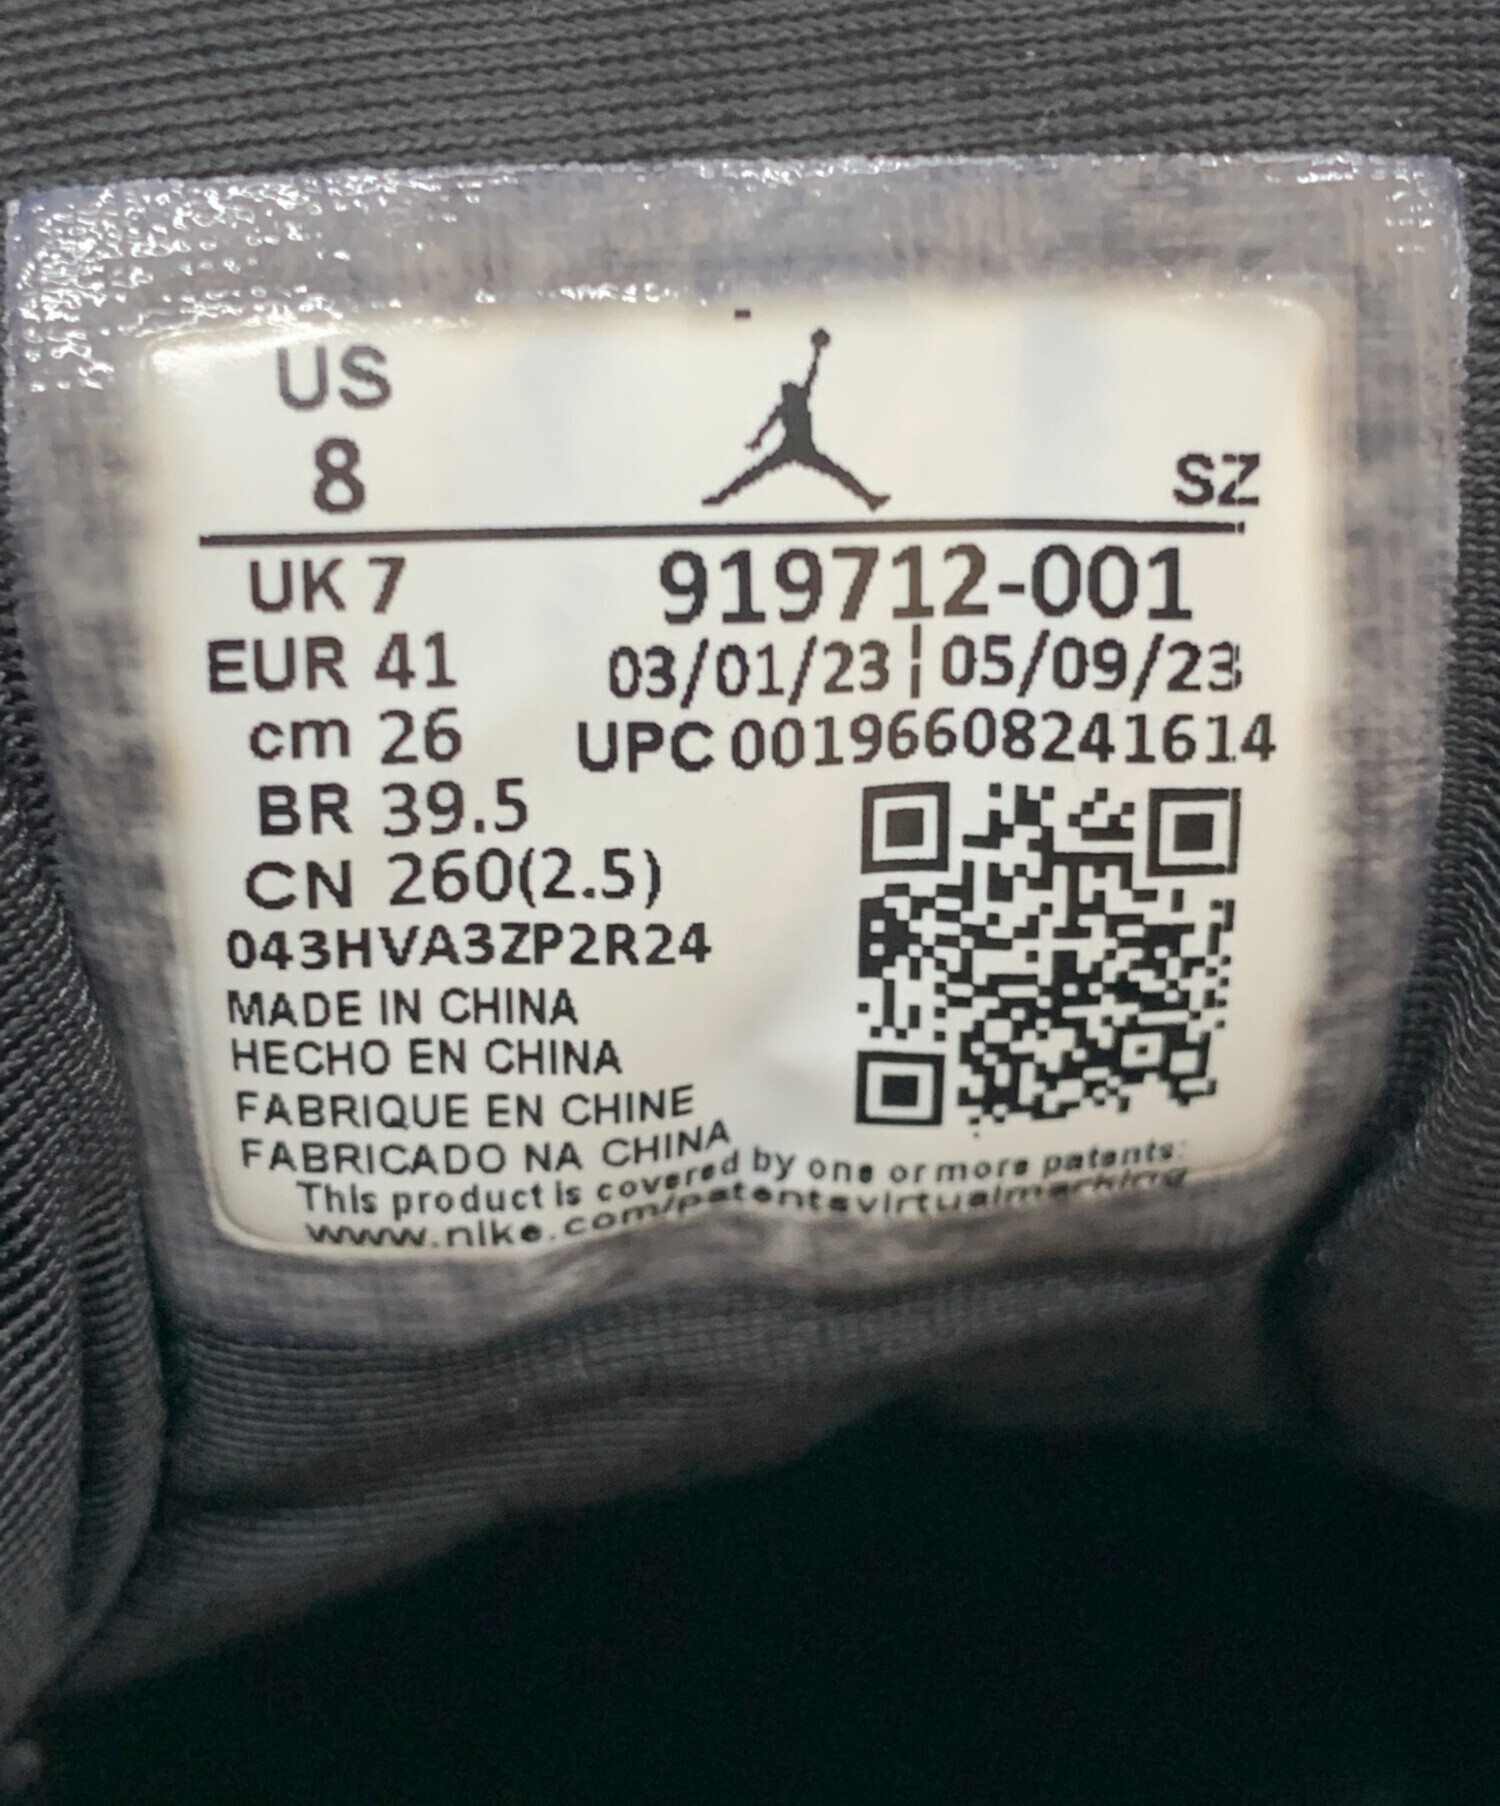 US
8
SZ
UK 7
919712-001
EUR 41
03/01/23 ¦ 05/09/23
cm 26
UPC 00196608241614
BR 39.5
CN 260(2.5)
043HVA3ZP2R24
MADE IN CHINA
HECHO EN CHINA
FABRIQUE EN CHINE
FABRICADO NA CHINA
This product is covered by one or more patents:
www.nike.com/patentsvirtualmarking